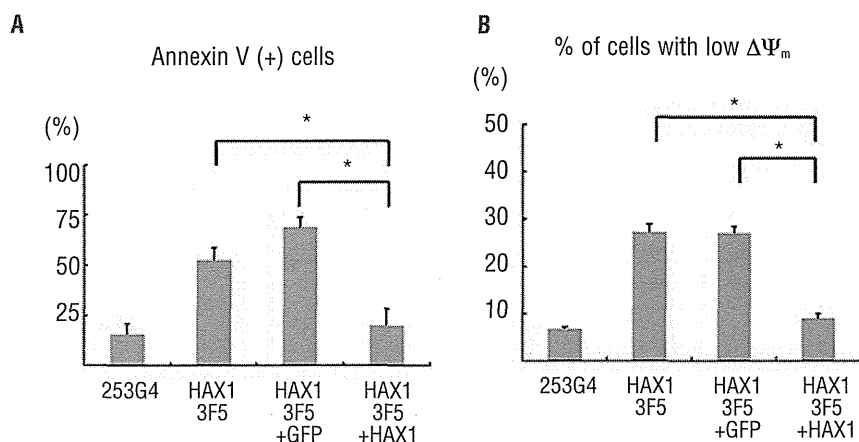 A
Annexin V (+) cells
(%)
100
75
50
25
*
*
253G4
HAX1
3F5
HAX1
3F5
+GFP
HAX1
3F5
+HAX1
B
% of cells with low ΔΨm
(%)
50
40
30
20
10
*
*
253G4
HAX1
3F5
HAX1
3F5
+GFP
HAX1
3F5
+HAX1